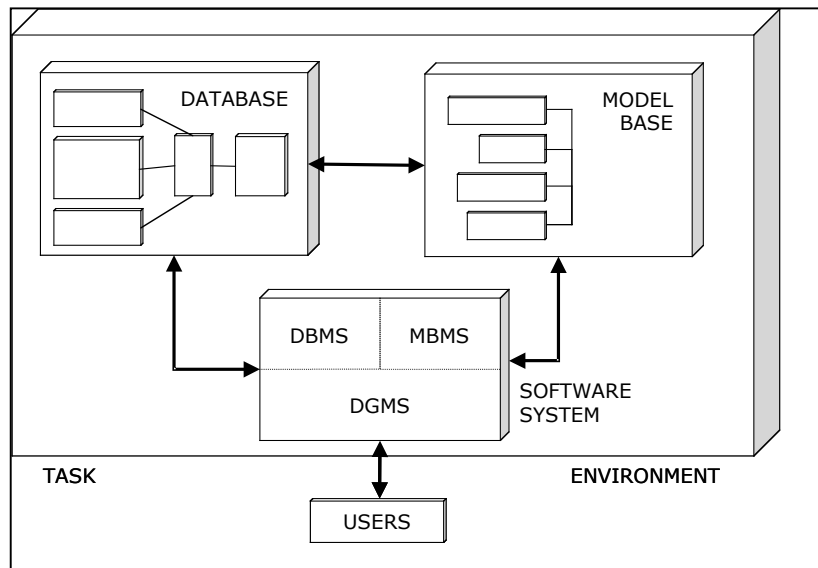 DATABASE
MODEL
BASE
DBMS
MBMS
DGMS
SOFTWARE
SYSTEM
TASK
ENVIRONMENT
USERS